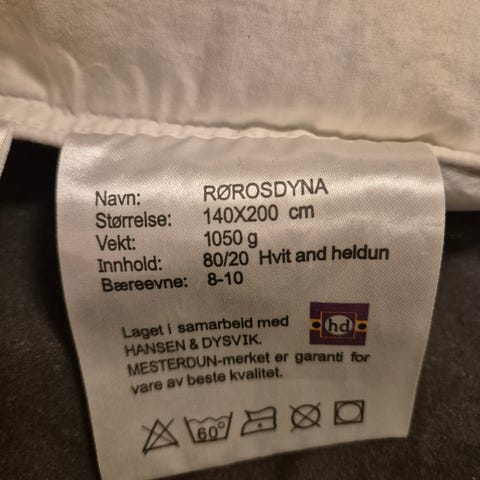 Navn: RØROSDYNA
Størrelse: 140X200 cm
Vekt: 1050 g
Innhold: 80/20 Hvit and heldun
Bæreevne: 8-10
Laget i samarbeid med
HANSEN & DYSVIK.
MESTERDUN-merket er garanti for
vare av beste kvalitet.
hd
60°